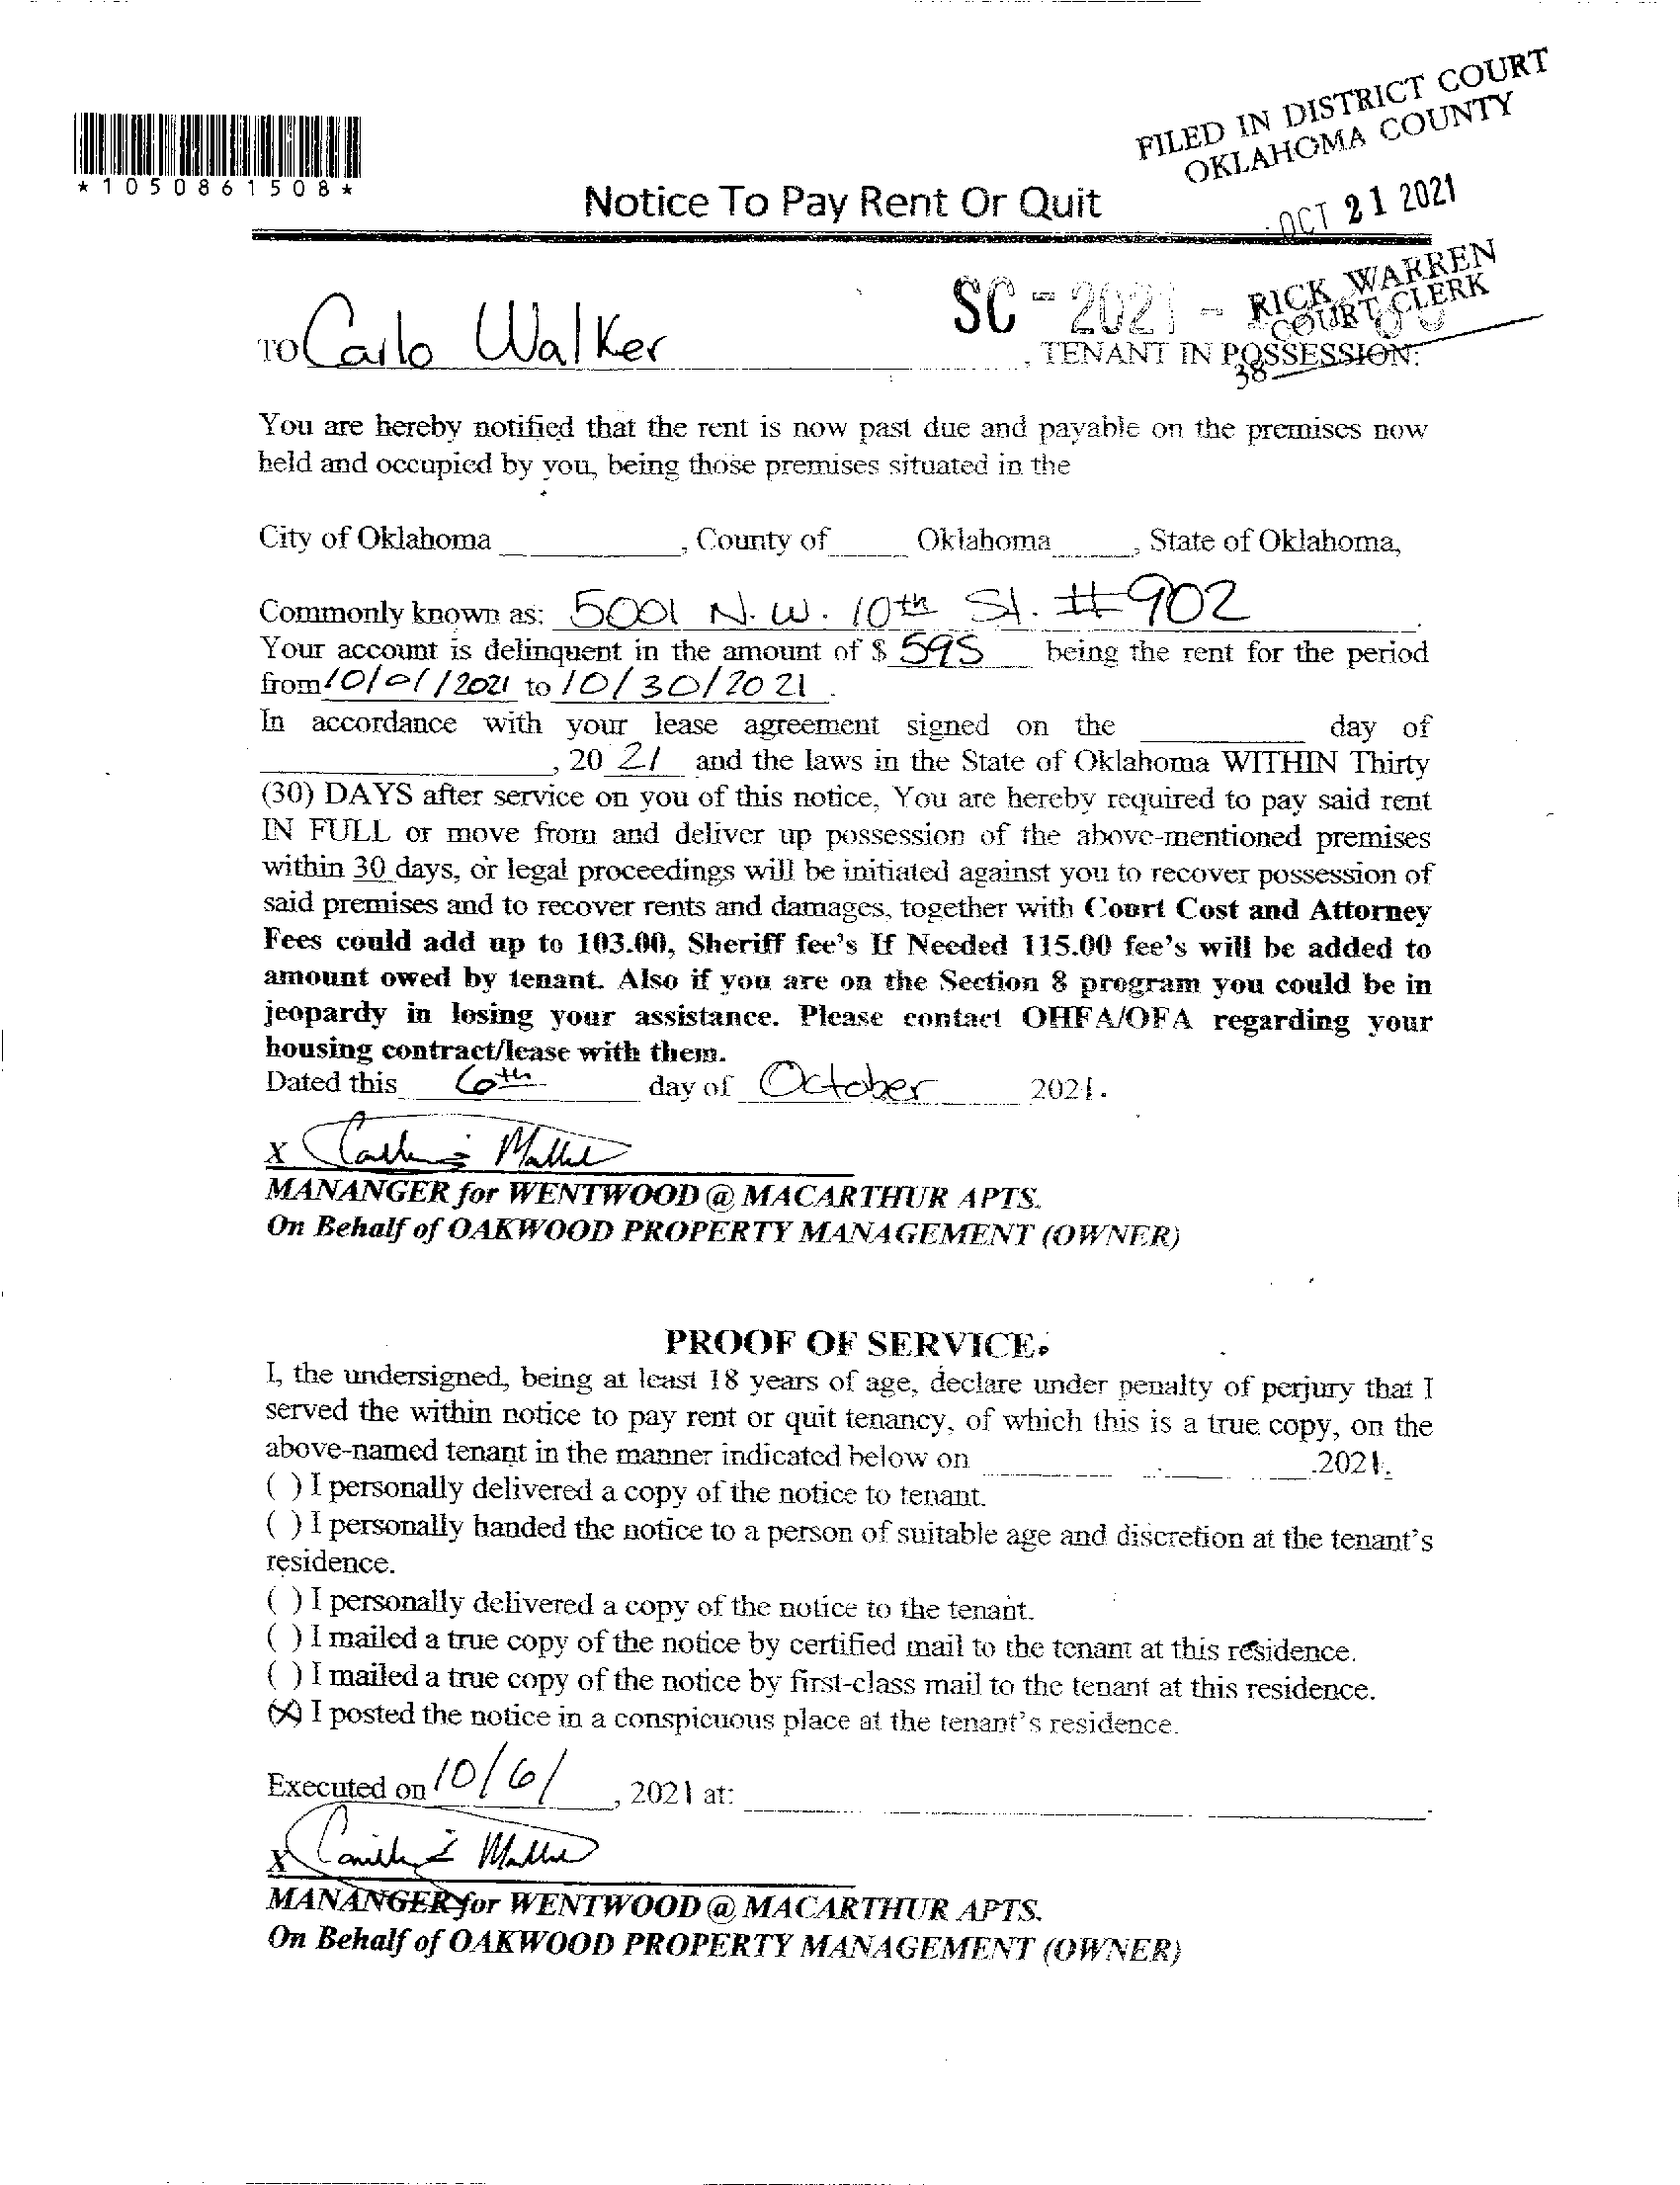 FILED IN DISTRICT COURT
OKLAHOMA COUNTY
*1050861508*
Notice To Pay Rent Or Quit
OCT 21 2021
RICK WARREN
COURT CLERK
SC - 2021 -
38
TO Carlo Walker , TENANT IN POSSESSION:
You are hereby notified that the rent is now past due and payable on the premises now
held and occupied by you, being those premises situated in the
City of Oklahoma , County of Oklahoma , State of Oklahoma,
Commonly known as: 5001 N.W. 10th St. #902
Your account is delinquent in the amount of $ 595 being the rent for the period
from 10/01/2021 to 10/30/2021 .
In accordance with your lease agreement signed on the day of
, 20 21 and the laws in the State of Oklahoma WITHIN Thirty
(30) DAYS after service on you of this notice, You are hereby required to pay said rent
IN FULL or move from and deliver up possession of the above-mentioned premises
within 30 days, or legal proceedings will be initiated against you to recover possession of
said premises and to recover rents and damages, together with Court Cost and Attorney
Fees could add up to 103.00, Sheriff fee's If Needed 115.00 fee's will be added to
amount owed by tenant. Also if you are on the Section 8 program you could be in
jeopardy in losing your assistance. Please contact OHFA/OFA regarding your
housing contract/lease with them.
Dated this 6th day of October 2021.
X
MANANGER for WENTWOOD @ MACARTHUR APTS.
On Behalf of OAKWOOD PROPERTY MANAGEMENT (OWNER)
PROOF OF SERVICE.
I, the undersigned, being at least 18 years of age, declare under penalty of perjury that I
served the within notice to pay rent or quit tenancy, of which this is a true copy, on the
above-named tenant in the manner indicated below on .2021.
( ) I personally delivered a copy of the notice to tenant.
( ) I personally handed the notice to a person of suitable age and discretion at the tenant's
residence.
( ) I personally delivered a copy of the notice to the tenant.
( ) I mailed a true copy of the notice by certified mail to the tenant at this residence.
( ) I mailed a true copy of the notice by first-class mail to the tenant at this residence.
(X) I posted the notice in a conspicuous place at the tenant's residence.
Executed on 10/6/ , 2021 at:
X
MANANGER for WENTWOOD @ MACARTHUR APTS.
On Behalf of OAKWOOD PROPERTY MANAGEMENT (OWNER)